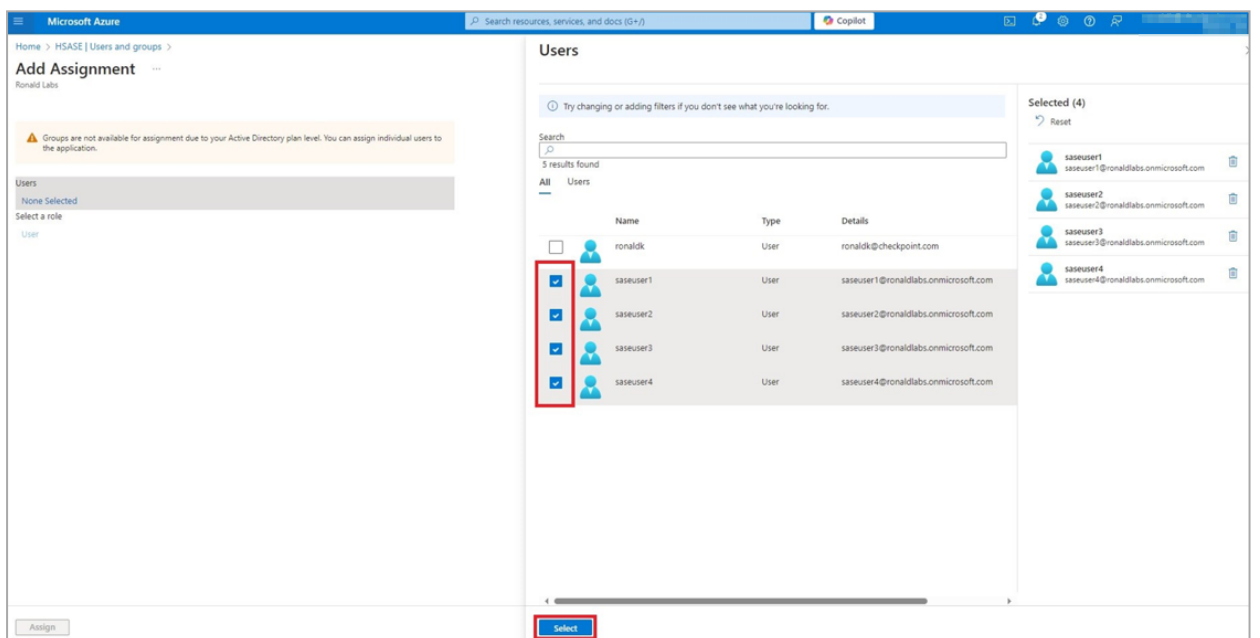 Microsoft Azure
Search resources, services, and docs (G+/)
Copilot
Home > HSASE | Users and groups >
Add Assignment ...
Ronald Labs
Groups are not available for assignment due to your Active Directory plan level. You can assign individual users to
the application.
Users
None Selected
Select a role
User
Assign
Users
Try changing or adding filters if you don't see what you're looking for.
Search
5 results found
All Users
Name Type Details
ronaldk User ronaldk@checkpoint.com
saseuser1 User saseuser1@ronaldlabs.onmicrosoft.com
saseuser2 User saseuser2@ronaldlabs.onmicrosoft.com
saseuser3 User saseuser3@ronaldlabs.onmicrosoft.com
saseuser4 User saseuser4@ronaldlabs.onmicrosoft.com
Select
Selected (4)
Reset
saseuser1
saseuser1@ronaldlabs.onmicrosoft.com
saseuser2
saseuser2@ronaldlabs.onmicrosoft.com
saseuser3
saseuser3@ronaldlabs.onmicrosoft.com
saseuser4
saseuser4@ronaldlabs.onmicrosoft.com